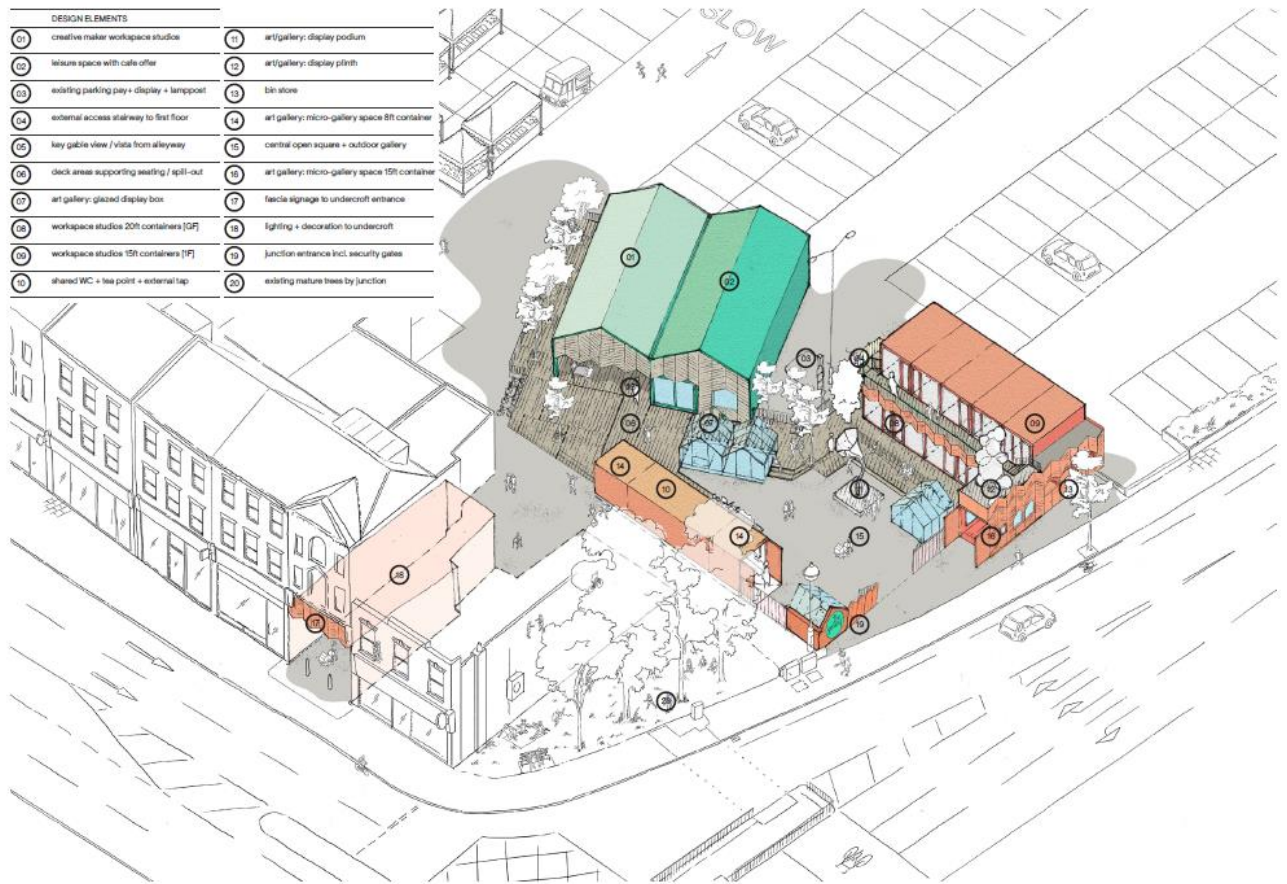 DESIGN ELEMENTS
01 creative maker workspace studios
02 leisure space with cafe offer
03 existing parking pay+ display + lamppost
04 external access stairway to first floor
05 key gable view / vista from alleyway
06 deck areas supporting seating / spill-out
07 art gallery: glazed display box
08 workspace studios 20ft containers [GF]
09 workspace studios 15ft containers [1F]
10 shared WC + tea point + external tap
11 art/gallery: display podium
12 art/gallery: display plinth
13 bin store
14 art gallery: micro-gallery space 8ft container
15 central open square + outdoor gallery
16 art gallery: micro-gallery space 15ft container
17 fascia signage to undercroft entrance
18 lighting + decoration to undercroft
19 junction entrance incl. security gates
20 existing mature trees by junction
SLOW
01
02
03
09
14
10
14
15
16
17
19